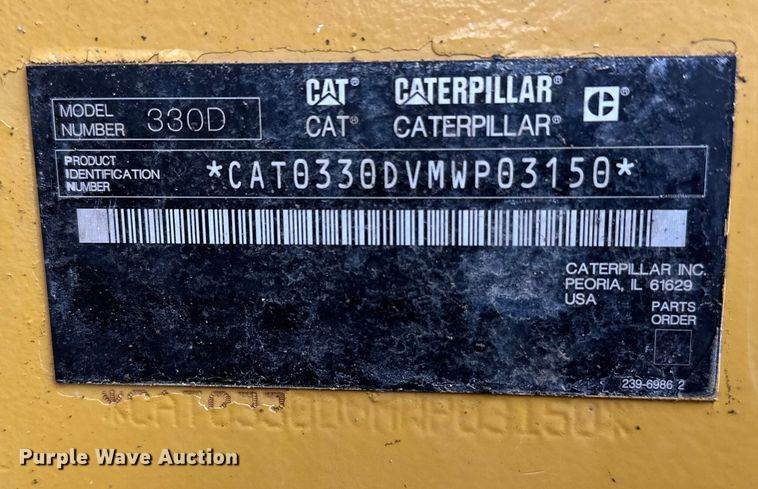 MODEL NUMBER 330D
CAT® CATERPILLAR® C®
CAT® CATERPILLAR®
PRODUCT
IDENTIFICATION
NUMBER
*CAT0330DVMWP03150*
CATERPILLAR INC.
PEORIA, IL 61629
USA
PARTS
ORDER
239-6986 2
Purple Wave Auction